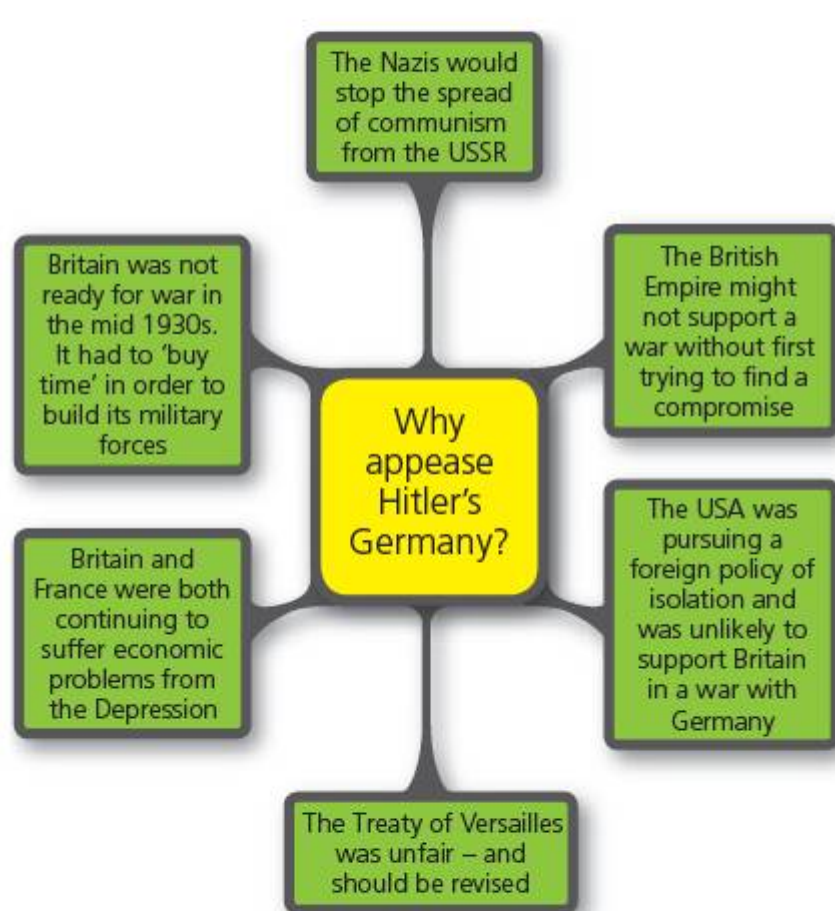 The Nazis would
stop the spread
of communism
from the USSR
Britain was not
ready for war in
the mid 1930s.
It had to ‘buy
time’ in order to
build its military
forces
The British
Empire might
not support a
war without first
trying to find a
compromise
Why
appease
Hitler’s
Germany?
Britain and
France were both
continuing to
suffer economic
problems from
the Depression
The USA was
pursuing a
foreign policy of
isolation and
was unlikely to
support Britain
in a war with
Germany
The Treaty of Versailles
was unfair – and
should be revised